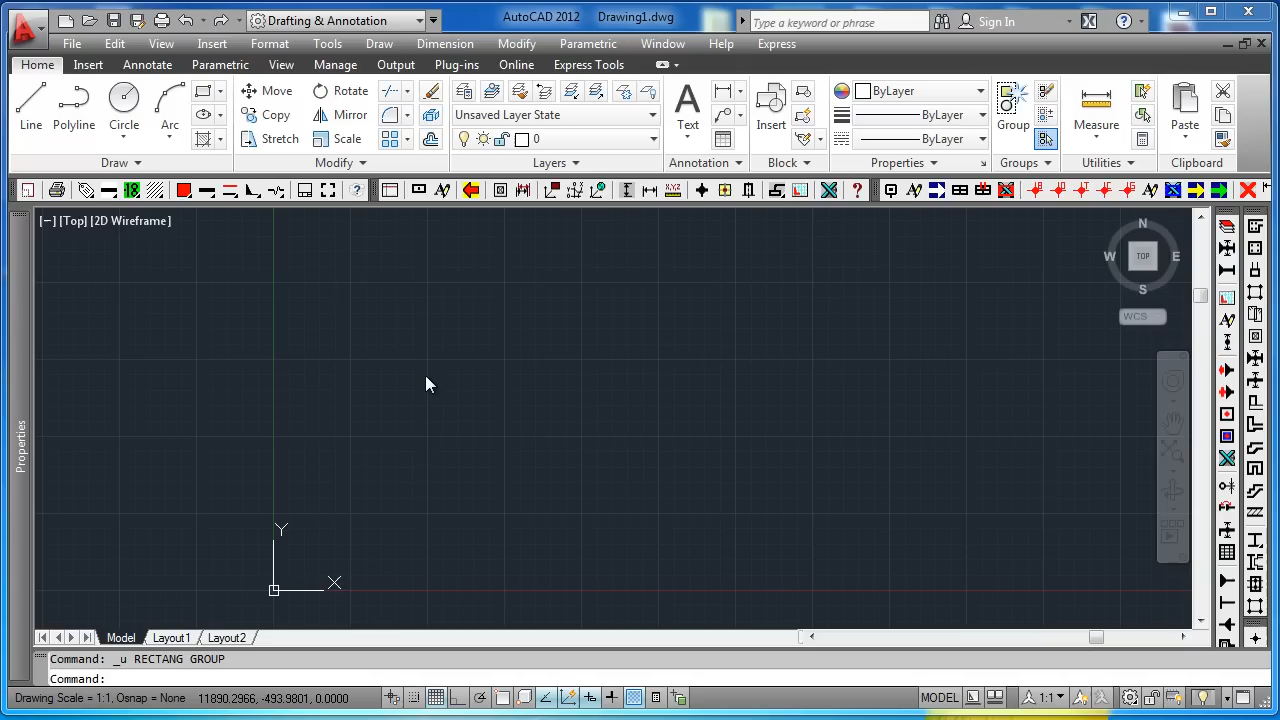 Drafting & Annotation
AutoCAD 2012 Drawing1.dwg
Type a keyword or phrase
Sign In
File Edit View Insert Format Tools Draw Dimension Modify Parametric Window Help Express
Home Insert Annotate Parametric View Manage Output Plug-ins Online Express Tools
Line Polyline Circle Arc
Move Rotate
Copy Mirror
Stretch Scale
Unsaved Layer State
0
Text Insert
ByLayer
ByLayer
ByLayer
Group Measure Paste
Draw Modify Layers Annotation Block Properties Groups Utilities Clipboard
[−] [Top] [2D Wireframe]
N
W TOP E
S
WCS
Properties
Y
X
Model Layout1 Layout2
Command: _u RECTANG GROUP
Command:
Drawing Scale = 1:1, Osnap = None 11890.2966, -493.9801, 0.0000
MODEL 1:1